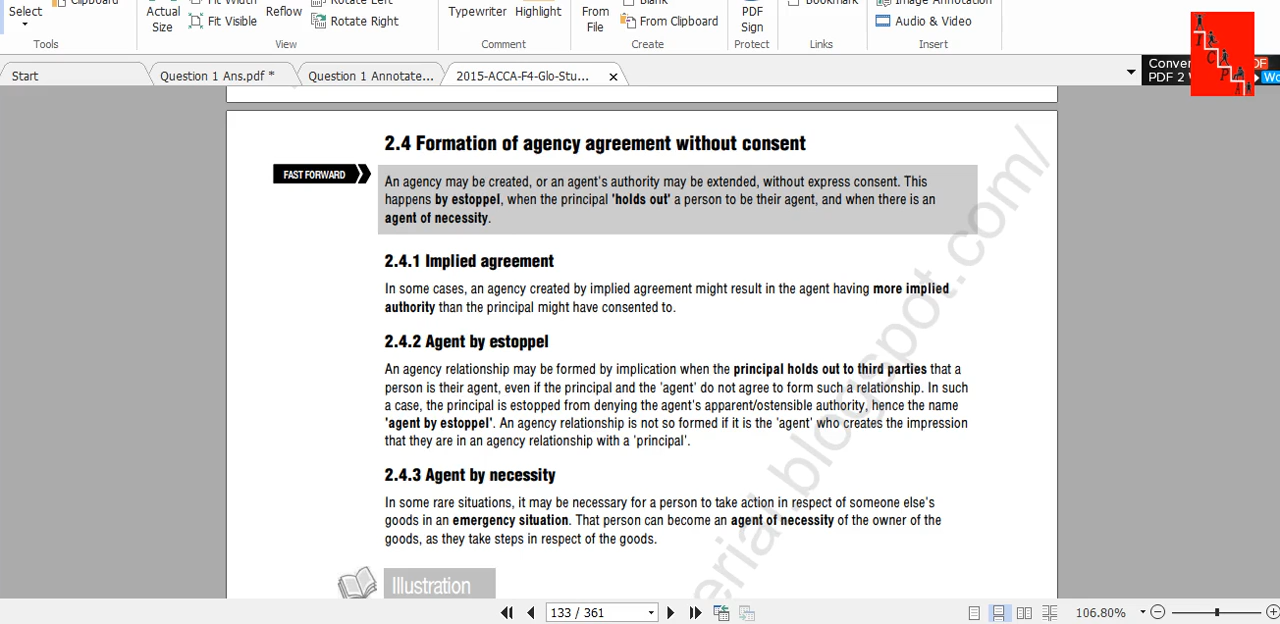 Select
Clipboard
Actual
Size
Fit Width
Fit Visible
Reflow
Rotate Left
Rotate Right
Typewriter
Highlight
From
File
Blank
From Clipboard
PDF
Sign
Bookmark
Image Annotation
Audio & Video
Tools
View
Comment
Create
Protect
Links
Insert
I
C
P
A
Start
Question 1 Ans.pdf *
Question 1 Annotate...
2015-ACCA-F4-Glo-Stu...
Conver
PDF 2 W
DF
Wo
2.4 Formation of agency agreement without consent
FAST FORWARD
An agency may be created, or an agent's authority may be extended, without express consent. This
happens by estoppel, when the principal 'holds out' a person to be their agent, and when there is an
agent of necessity.
2.4.1 Implied agreement
In some cases, an agency created by implied agreement might result in the agent having more implied
authority than the principal might have consented to.
2.4.2 Agent by estoppel
An agency relationship may be formed by implication when the principal holds out to third parties that a
person is their agent, even if the principal and the 'agent' do not agree to form such a relationship. In such
a case, the principal is estopped from denying the agent's apparent/ostensible authority, hence the name
'agent by estoppel'. An agency relationship is not so formed if it is the 'agent' who creates the impression
that they are in an agency relationship with a 'principal'.
2.4.3 Agent by necessity
In some rare situations, it may be necessary for a person to take action in respect of someone else's
goods in an emergency situation. That person can become an agent of necessity of the owner of the
goods, as they take steps in respect of the goods.
Illustration
erial.blogspot.com/
133 / 361
106.80%